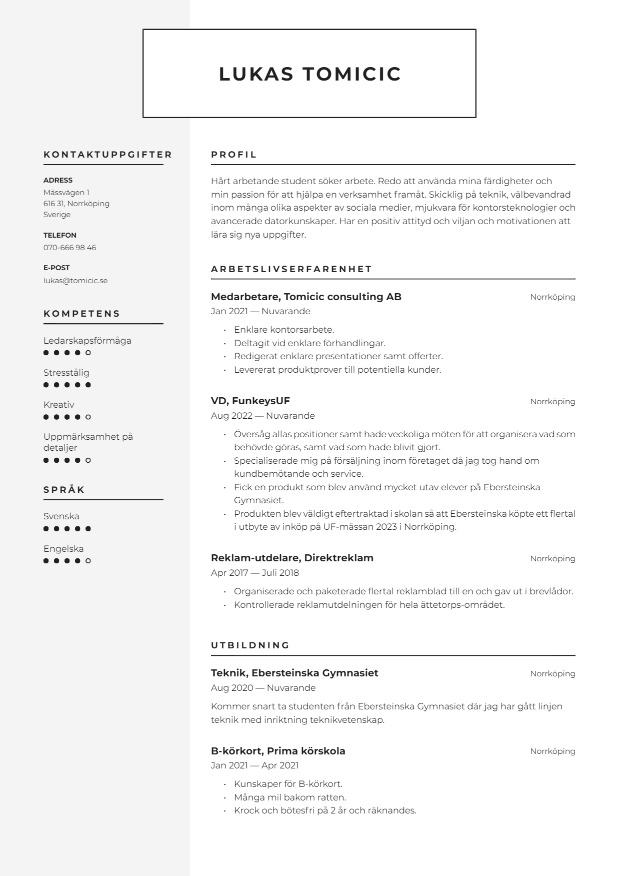 LUKAS TOMICIC
KONTAKTUPPGIFTER
ADRESS
Mässvägen 1
616 31, Norrköping
Sverige
TELEFON
070-666 98 46
E-POST
lukas@tomicic.se
KOMPETENS
Ledarskapsförmåga
Stresstålig
Kreativ
Uppmärksamhet på
detaljer
SPRÅK
Svenska
Engelska
PROFIL
Hårt arbetande student söker arbete. Redo att använda mina färdigheter och
min passion för att hjälpa en verksamhet framåt. Skicklig på teknik, välbevandrad
inom många olika aspekter av sociala medier, mjukvara för kontorsteknologier och
avancerade datorkunskaper. Har en positiv attityd och viljan och motivationen att
lära sig nya uppgifter.
ARBETSLIVSERFARENHET
Medarbetare, Tomicic consulting AB Norrköping
Jan 2021 — Nuvarande
• Enklare kontorsarbete.
• Deltagit vid enklare förhandlingar.
• Redigerat enklare presentationer samt offerter.
• Levererat produktprover till potentiella kunder.
VD, FunkeysUF Norrköping
Aug 2022 — Nuvarande
• Översåg allas positioner samt hade veckoliga möten för att organisera vad som
behövde göras, samt vad som hade blivit gjort.
• Specialiserade mig på försäljning inom företaget då jag tog hand om
kundbemötande och service.
• Fick en produkt som blev använd mycket utav elever på Ebersteinska
Gymnasiet.
• Produkten blev väldigt eftertraktad i skolan så att Ebersteinska köpte ett flertal
i utbyte av inköp på UF-mässan 2023 i Norrköping.
Reklam-utdelare, Direktreklam Norrköping
Apr 2017 — Juli 2018
• Organiserade och paketerade flertal reklamblad till en och gav ut i brevlådor.
• Kontrollerade reklamutdelningen för hela ättetorps-området.
UTBILDNING
Teknik, Ebersteinska Gymnasiet Norrköping
Aug 2020 — Nuvarande
Kommer snart ta studenten från Ebersteinska Gymnasiet där jag har gått linjen
teknik med inriktning teknikvetenskap.
B-körkort, Prima körskola Norrköping
Jan 2021 — Apr 2021
• Kunskaper för B-körkort.
• Många mil bakom ratten.
• Krock och bötesfri på 2 år och räknandes.